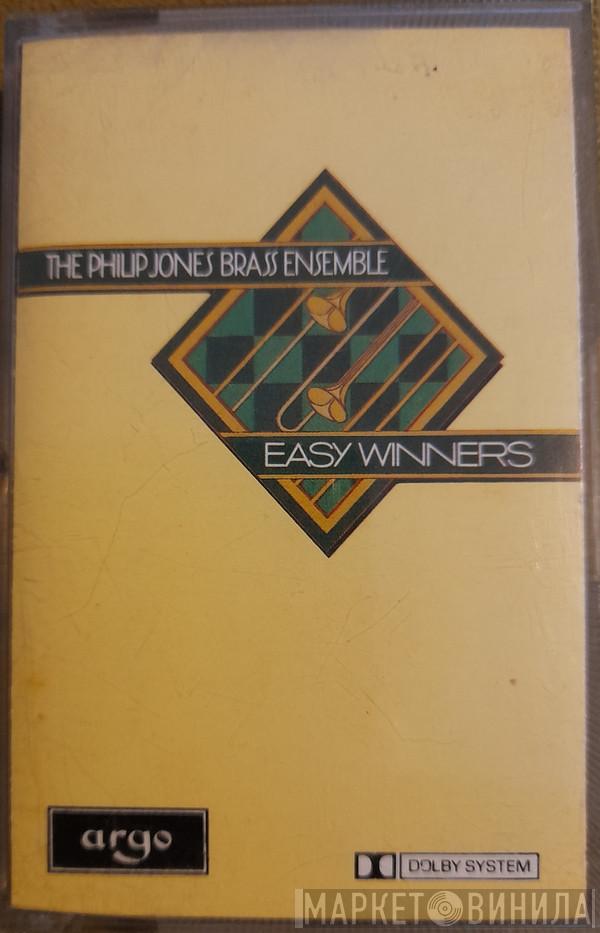 THE PHILIP JONES BRASS ENSEMBLE
EASY WINNERS
argo
DOLBY SYSTEM
МАРКЕТ ВИНИЛА